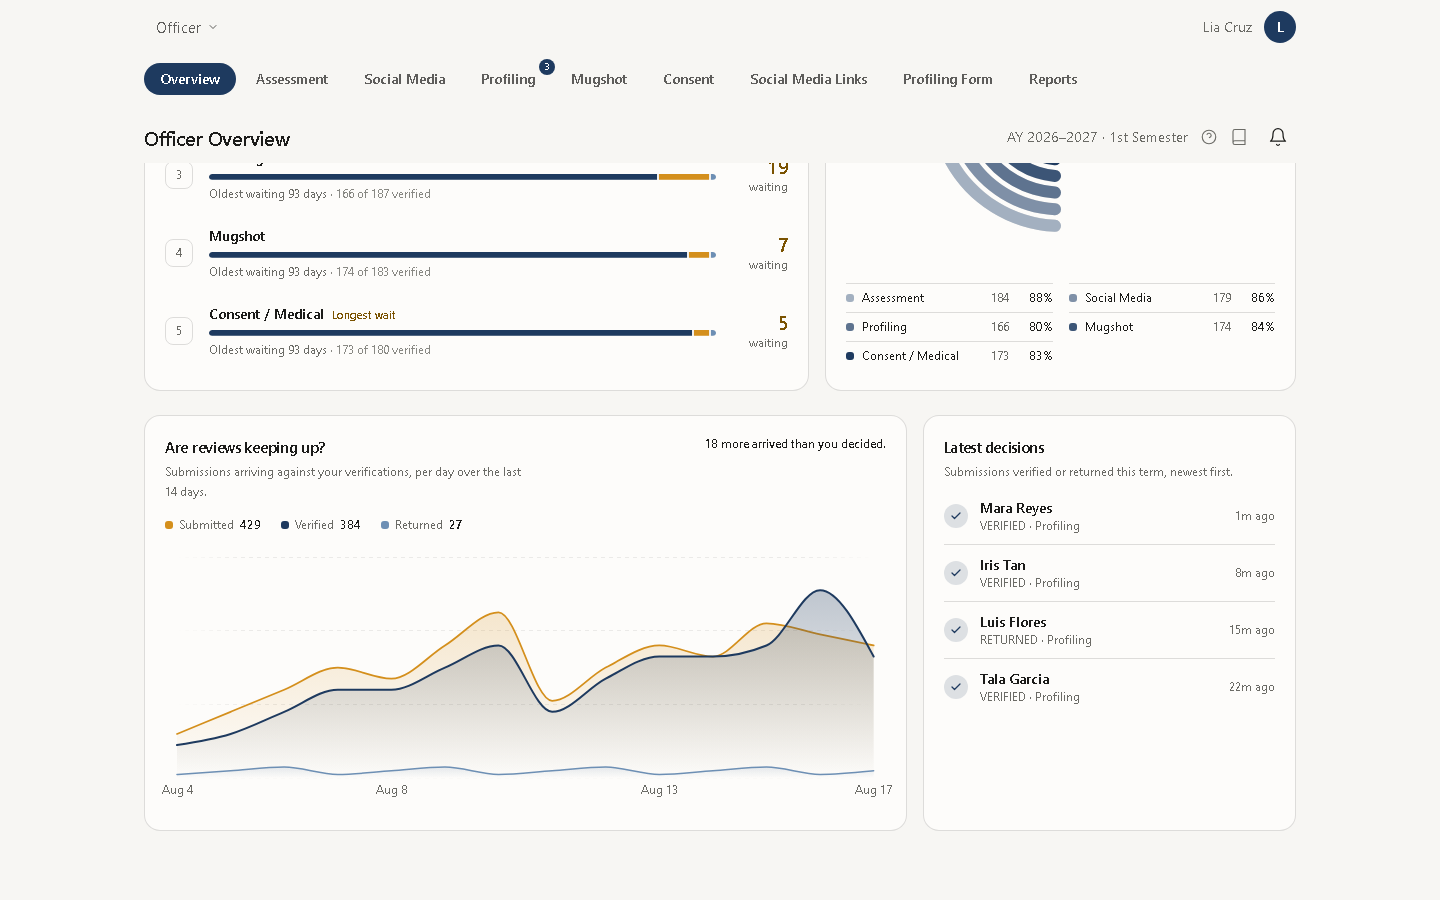 Officer
Lia Cruz
L
Overview
Assessment
Social Media
Profiling
3
Mugshot
Consent
Social Media Links
Profiling Form
Reports
Officer Overview
AY 2026–2027 · 1st Semester
3
19
Oldest waiting 93 days · 166 of 187 verified
waiting
4
Mugshot
7
Oldest waiting 93 days · 174 of 183 verified
waiting
5
Consent / Medical Longest wait
5
Oldest waiting 93 days · 173 of 180 verified
waiting
Assessment 184 88%
Social Media 179 86%
Profiling 166 80%
Mugshot 174 84%
Consent / Medical 173 83%
Are reviews keeping up?
18 more arrived than you decided.
Submissions arriving against your verifications, per day over the last
14 days.
Submitted 429
Verified 384
Returned 27
Aug 4
Aug 8
Aug 13
Aug 17
Latest decisions
Submissions verified or returned this term, newest first.
Mara Reyes
VERIFIED · Profiling
1m ago
Iris Tan
VERIFIED · Profiling
8m ago
Luis Flores
RETURNED · Profiling
15m ago
Tala Garcia
VERIFIED · Profiling
22m ago